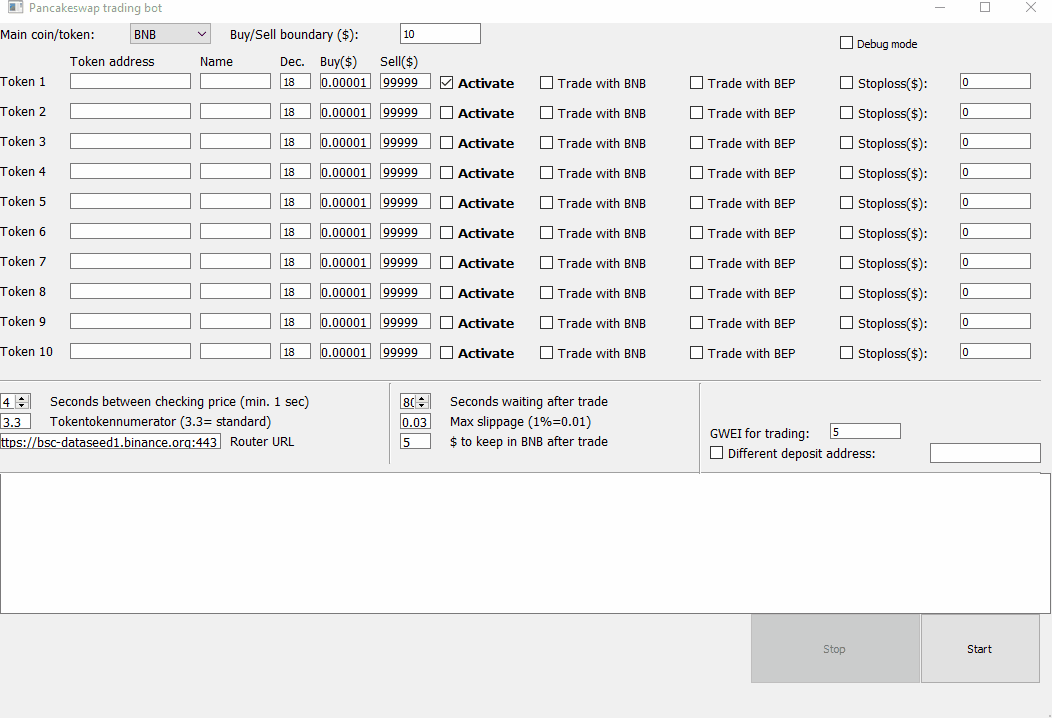 Pancakeswap trading bot
Main coin/token: BNB Buy/Sell boundary ($): 10
Debug mode
Token address Name Dec. Buy($) Sell($)
Token 1 18 0.00001 99999 Activate Trade with BNB Trade with BEP Stoploss($): 0
Token 2 18 0.00001 99999 Activate Trade with BNB Trade with BEP Stoploss($): 0
Token 3 18 0.00001 99999 Activate Trade with BNB Trade with BEP Stoploss($): 0
Token 4 18 0.00001 99999 Activate Trade with BNB Trade with BEP Stoploss($): 0
Token 5 18 0.00001 99999 Activate Trade with BNB Trade with BEP Stoploss($): 0
Token 6 18 0.00001 99999 Activate Trade with BNB Trade with BEP Stoploss($): 0
Token 7 18 0.00001 99999 Activate Trade with BNB Trade with BEP Stoploss($): 0
Token 8 18 0.00001 99999 Activate Trade with BNB Trade with BEP Stoploss($): 0
Token 9 18 0.00001 99999 Activate Trade with BNB Trade with BEP Stoploss($): 0
Token 10 18 0.00001 99999 Activate Trade with BNB Trade with BEP Stoploss($): 0
4 Seconds between checking price (min. 1 sec)
3.3 Tokentokennumerator (3.3= standard)
ttps://bsc-dataseed1.binance.org:443 Router URL
Seconds waiting after trade
0.03 Max slippage (1%=0.01)
5 $ to keep in BNB after trade
GWEI for trading: 5
Different deposit address:
Stop Start